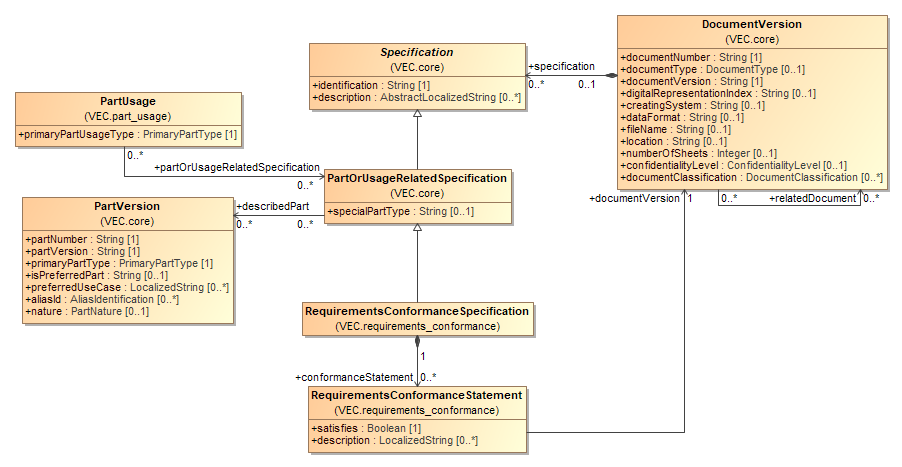 Specification
(VEC.core)
+identification : String [1]
+description : AbstractLocalizedString [0..*]
+specification
0..*
0..1
DocumentVersion
(VEC.core)
+documentNumber : String [1]
+documentType : DocumentType [0..1]
+documentVersion : String [1]
+digitalRepresentationIndex : String [0..1]
+creatingSystem : String [0..1]
+dataFormat : String [0..1]
+fileName : String [0..1]
+location : String [0..1]
+numberOfSheets : Integer [0..1]
+confidentialityLevel : ConfidentialityLevel [0..1]
+documentClassification : DocumentClassification [0..*]
PartUsage
(VEC.part_usage)
+primaryPartUsageType : PrimaryPartType [1]
0..*
+partOrUsageRelatedSpecification
0..*
PartOrUsageRelatedSpecification
(VEC.core)
+specialPartType : String [0..1]
+documentVersion
1
0..*
+relatedDocument
0..*
PartVersion
(VEC.core)
+partNumber : String [1]
+partVersion : String [1]
+primaryPartType : PrimaryPartType [1]
+isPreferredPart : String [0..1]
+preferredUseCase : LocalizedString [0..*]
+aliasId : AliasIdentification [0..*]
+nature : PartNature [0..1]
+describedPart
0..*
0..*
RequirementsConformanceSpecification
(VEC.requirements_conformance)
1
+conformanceStatement
0..*
RequirementsConformanceStatement
(VEC.requirements_conformance)
+satisfies : Boolean [1]
+description : LocalizedString [0..*]